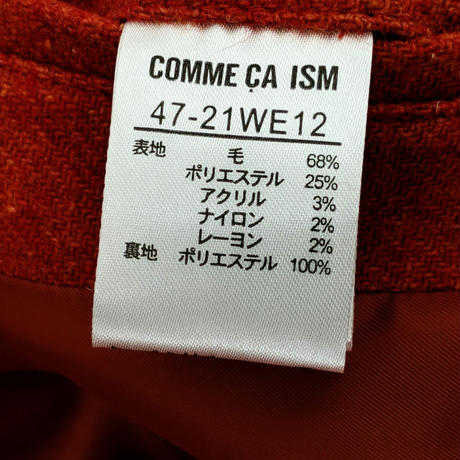 COMME ÇA ISM
47-21WE12
表地 毛 68%
ポリエステル 25%
アクリル 3%
ナイロン 2%
レーヨン 2%
裏地 ポリエステル 100%